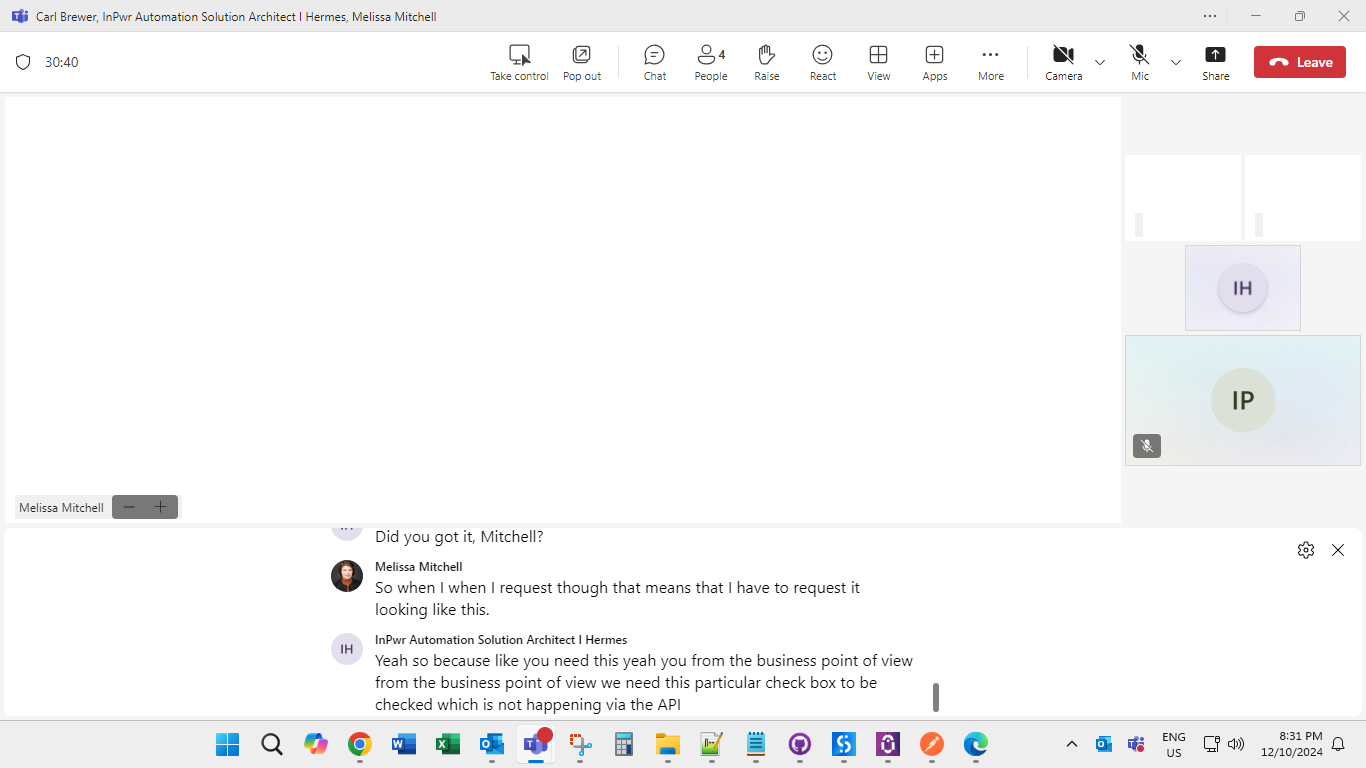 Carl Brewer, InPwr Automation Solution Architect I Hermes, Melissa Mitchell
30:40
Take control
Pop out
Chat
4
People
Raise
React
View
Apps
More
Camera
Mic
Share
Leave
IH
IP
Melissa Mitchell
Did you got it, Mitchell?
Melissa Mitchell
So when I when I request though that means that I have to request it
looking like this.
IH
InPwr Automation Solution Architect I Hermes
Yeah so because like you need this yeah you from the business point of view
from the business point of view we need this particular check box to be
checked which is not happening via the API
ENG
US
8:31 PM
12/10/2024